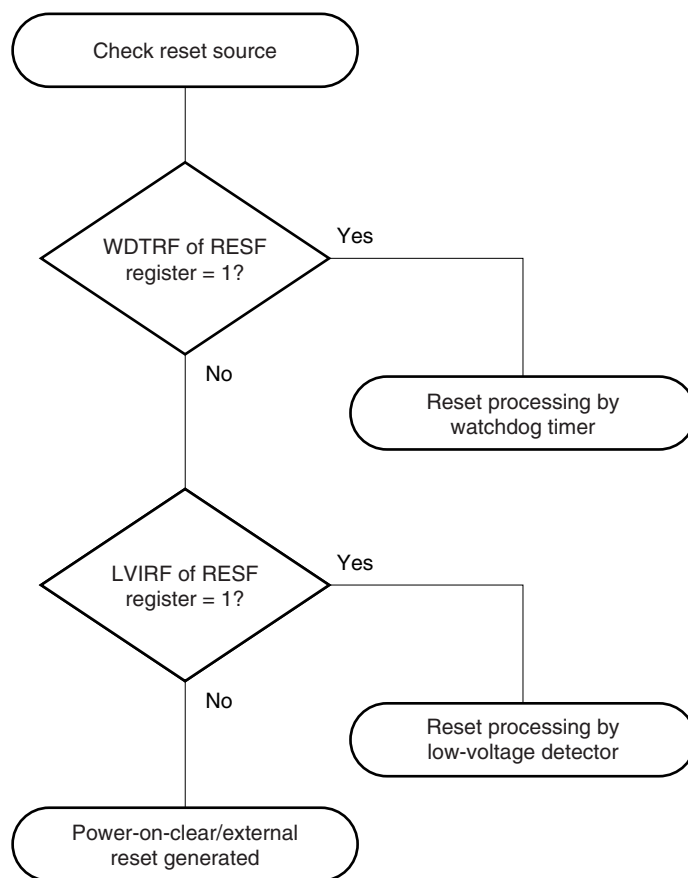 Check reset source
WDTRF of RESF
register = 1?
Yes
No
Reset processing by
watchdog timer
LVIRF of RESF
register = 1?
Yes
No
Reset processing by
low-voltage detector
Power-on-clear/external
reset generated